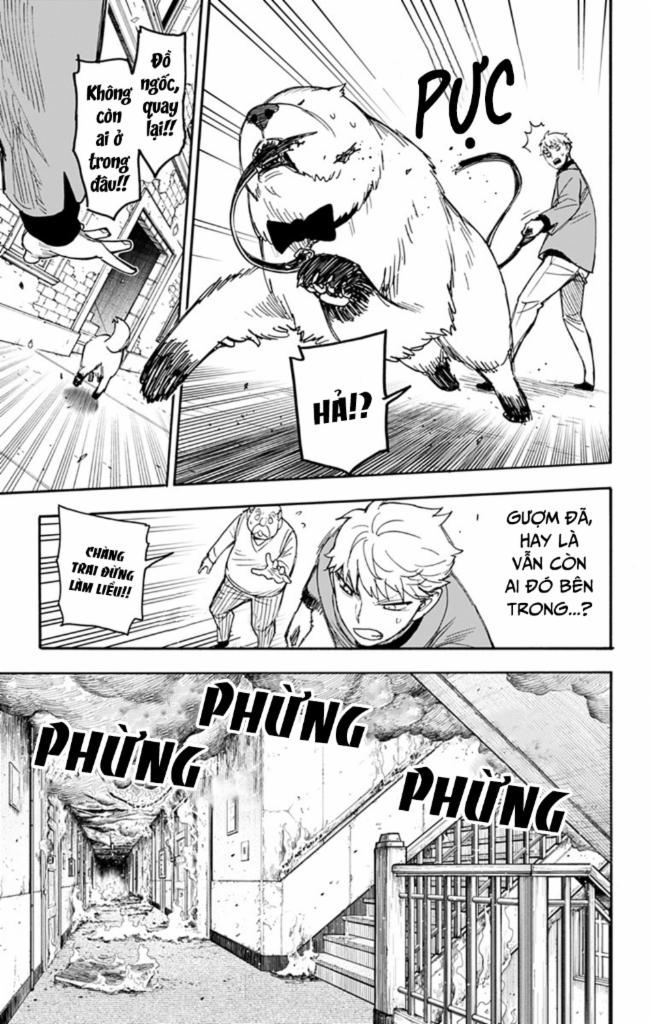 PỰC
HẢ!?
Đồ
ngốc,
quay
lại!!
Không
còn
ai ở
trong
đâu!!
GƯỢM ĐÃ,
HAY LÀ
VẪN CÒN
AI ĐÓ BÊN
TRONG...?
CHÀNG
TRAI ĐỪNG
LÀM LIỀU!!
PHỪNG
PHỪNG
PHỪNG